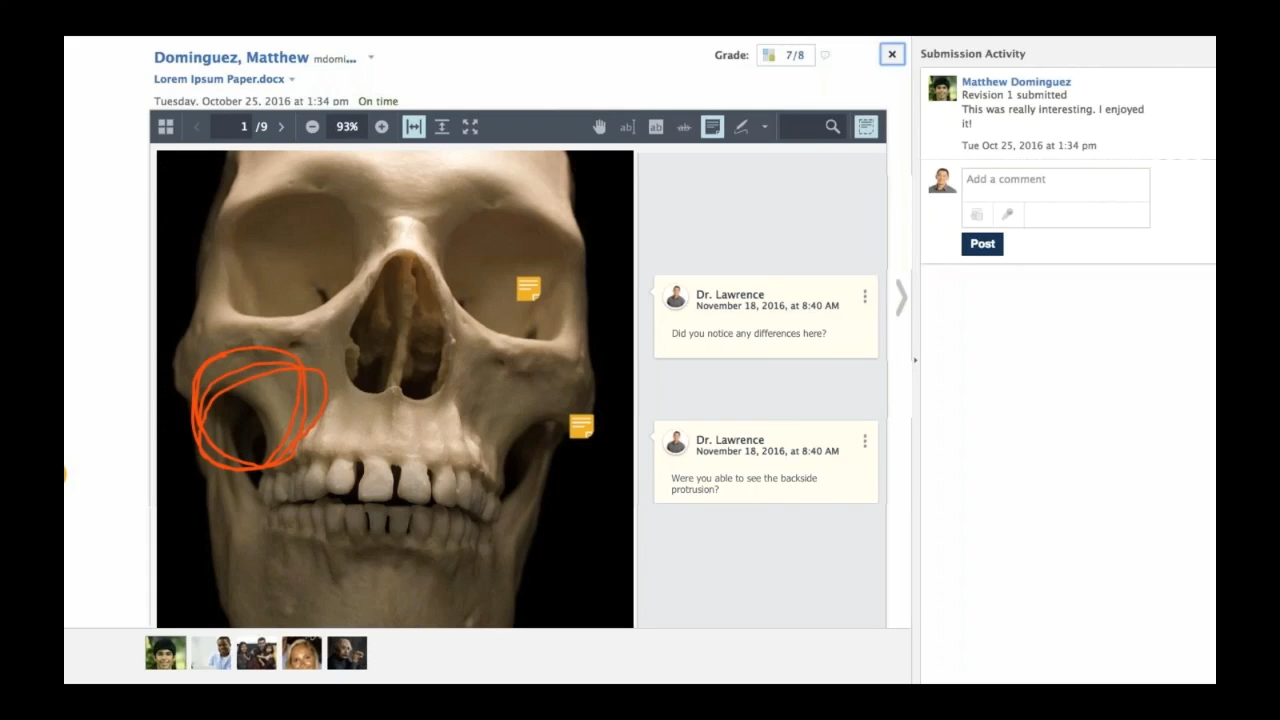 Dominguez, Matthew mdomi...
Grade: 7/8
Lorem Ipsum Paper.docx
Tuesday, October 25, 2016 at 1:34 pm On time
1 /9 93% ab ab ab
Dr. Lawrence
November 18, 2016, at 8:40 AM
Did you notice any differences here?
Dr. Lawrence
November 18, 2016, at 8:40 AM
Were you able to see the backside
protrusion?
Submission Activity
Matthew Dominguez
Revision 1 submitted
This was really interesting. I enjoyed
it!
Tue Oct 25, 2016 at 1:34 pm
Add a comment
Post